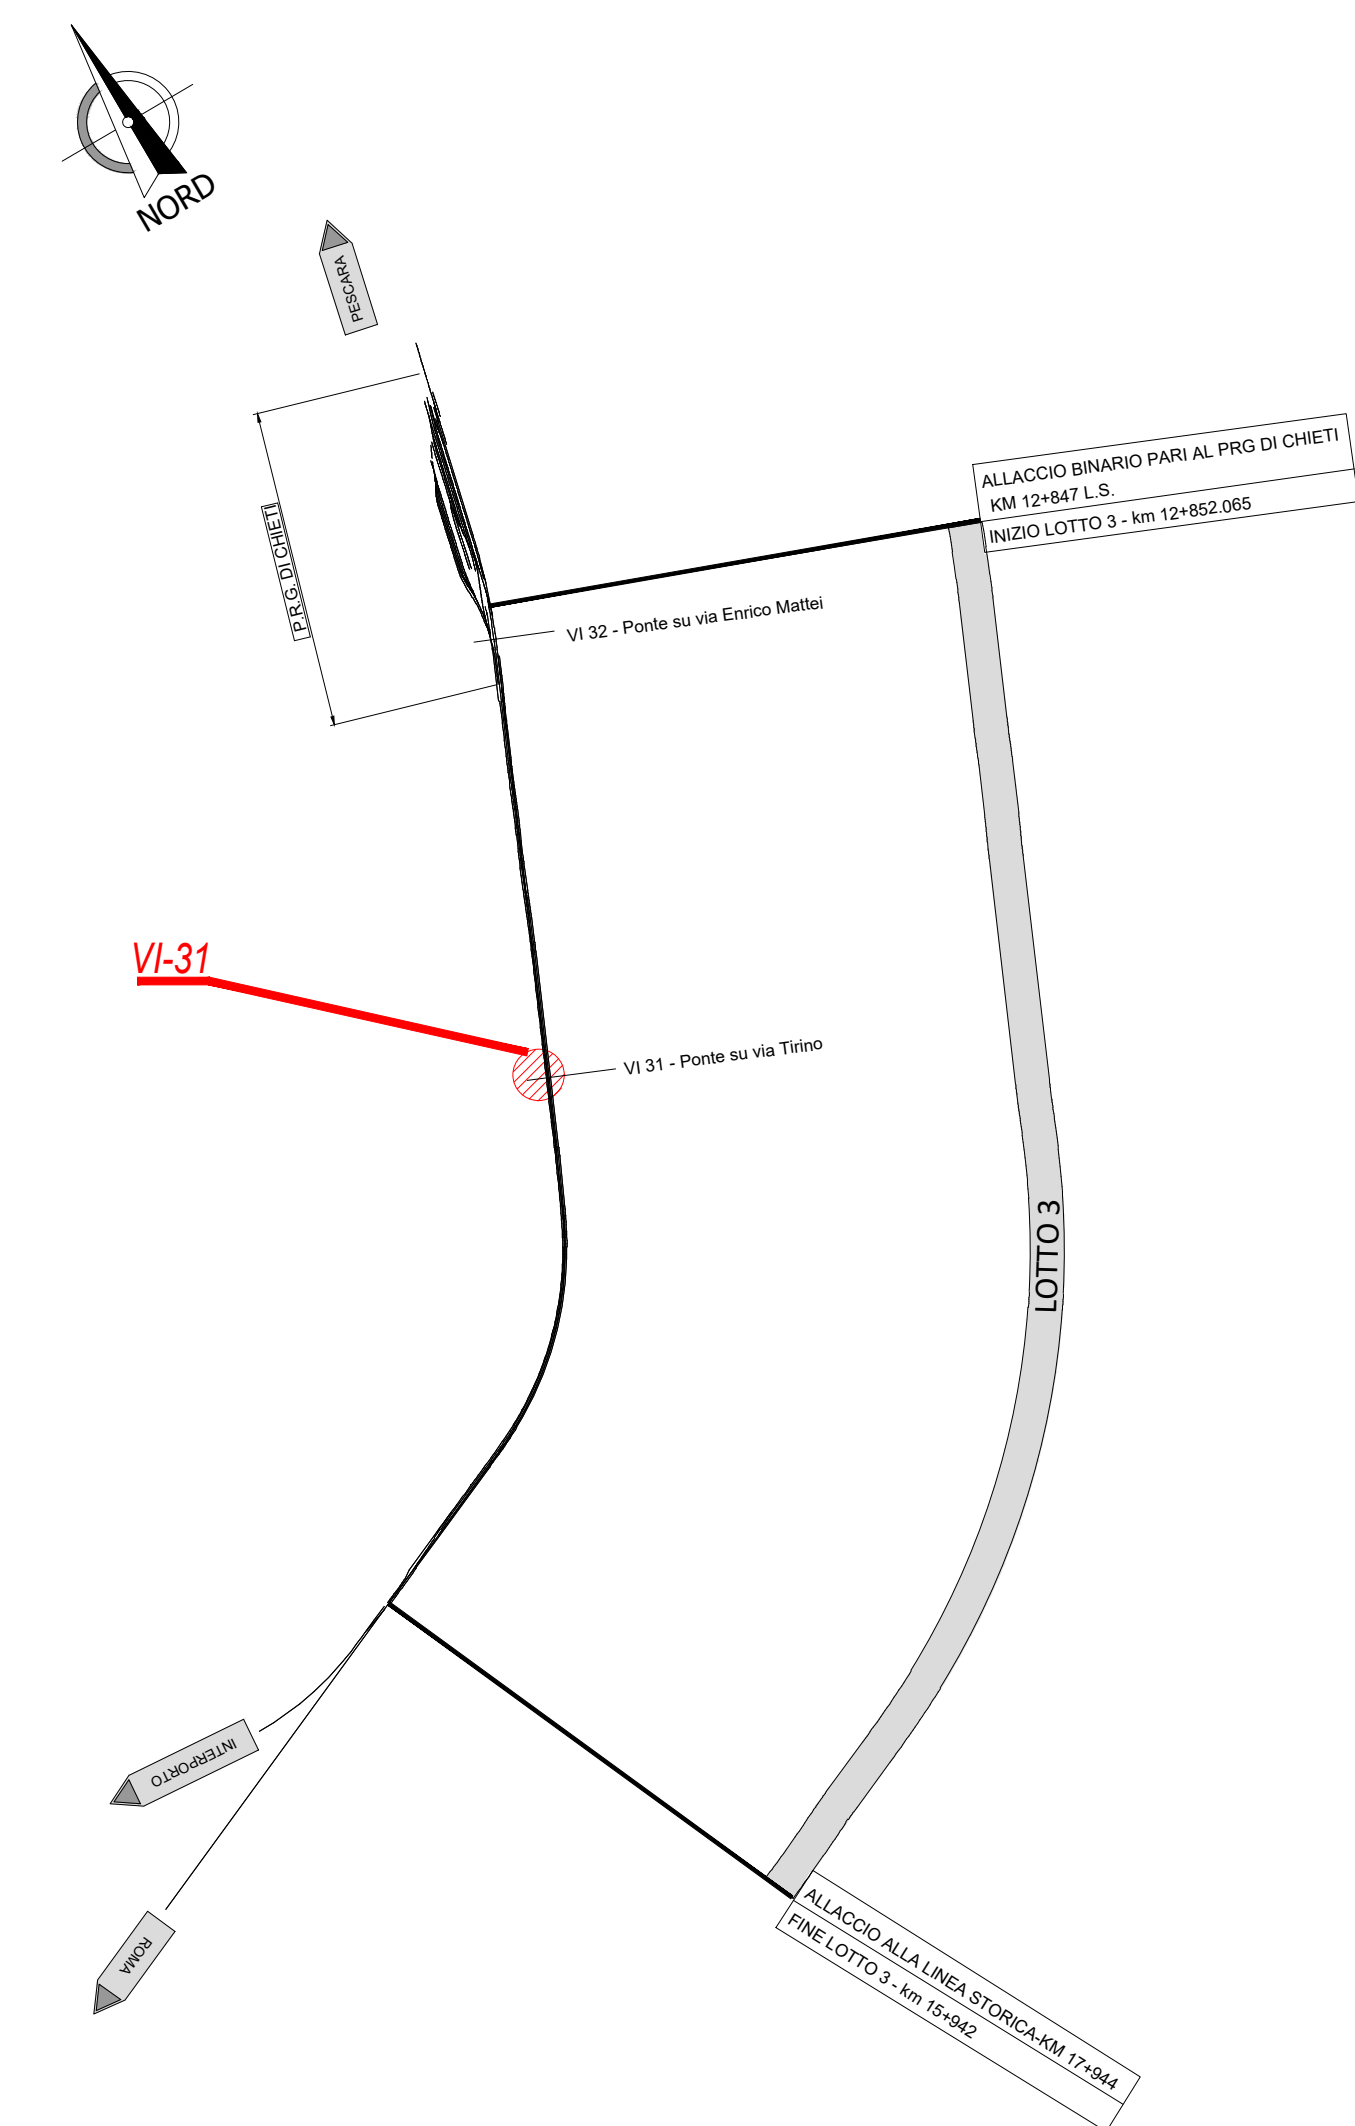 NORD
PESCARA
ALLACCIO BINARIO PARI AL PRG DI CHIETI
KM 12+847 L.S.
INIZIO LOTTO 3 - km 12+852.065
P.R.G. DI CHIETI
VI 32 - Ponte su via Enrico Mattei
VI-31
VI 31 - Ponte su via Tirino
LOTTO 3
INTERPORTO
ROMA
ALLACCIO ALLA LINEA STORICA-KM 17+944
FINE LOTTO 3 - km 15+942